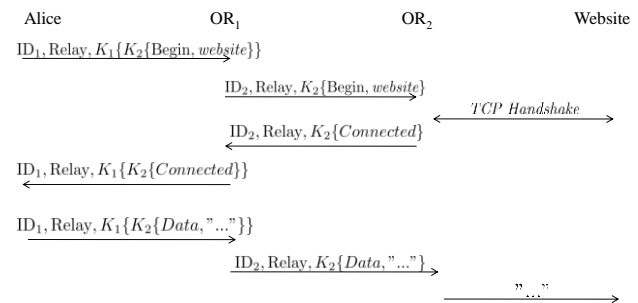 Alice OR₁ OR₂ Website
ID₁, Relay, K₁{K₂{Begin, website}}
ID₂, Relay, K₂{Begin, website}
TCP Handshake
ID₂, Relay, K₂{Connected}
ID₁, Relay, K₁{K₂{Connected}}
ID₁, Relay, K₁{K₂{Data, "..."}}
ID₂, Relay, K₂{Data, "..."}
"..."